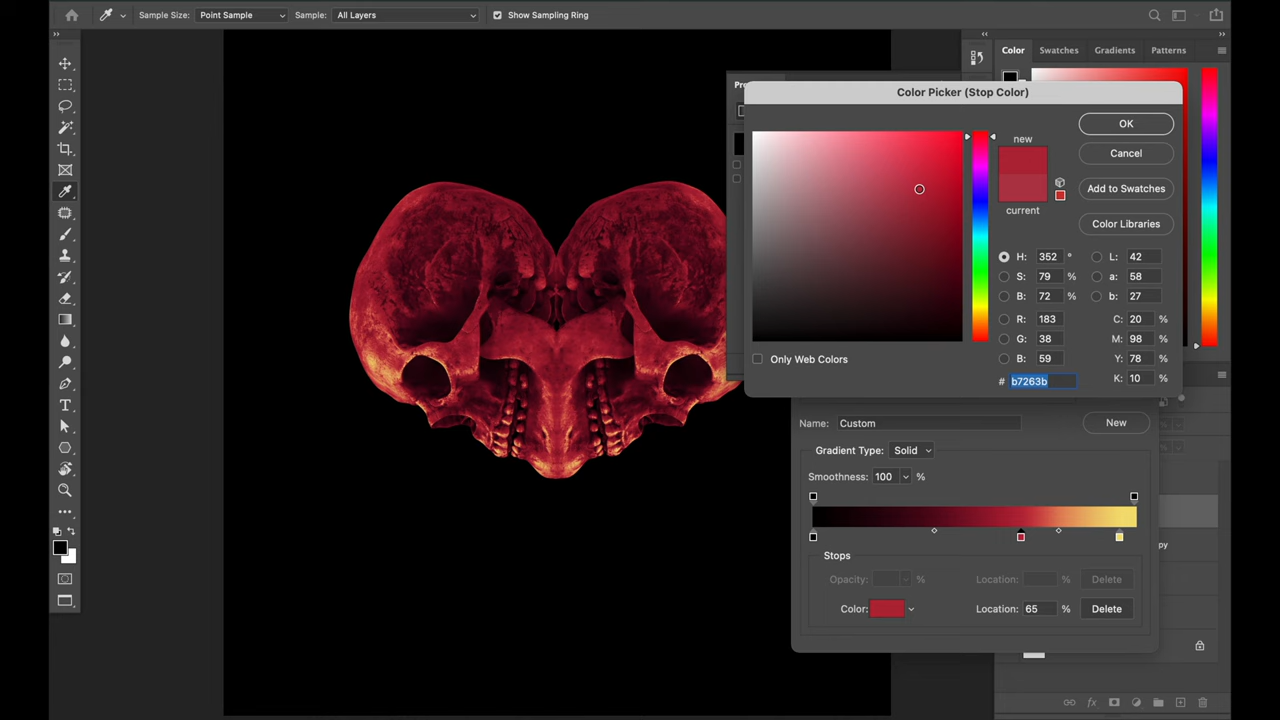 Sample Size: Point Sample Sample: All Layers Show Sampling Ring
Color Swatches Gradients Patterns
Color Picker (Stop Color)
new
current
OK
Cancel
Add to Swatches
Color Libraries
H: 352 °
S: 79 %
B: 72 %
R: 183
G: 38
B: 59
# b7263b
L: 42
a: 58
b: 27
C: 20 %
M: 98 %
Y: 78 %
K: 10 %
Only Web Colors
Name: Custom
New
Gradient Type: Solid
Smoothness: 100 %
Stops
Opacity: % Location: % Delete
Color: Location: 65 % Delete